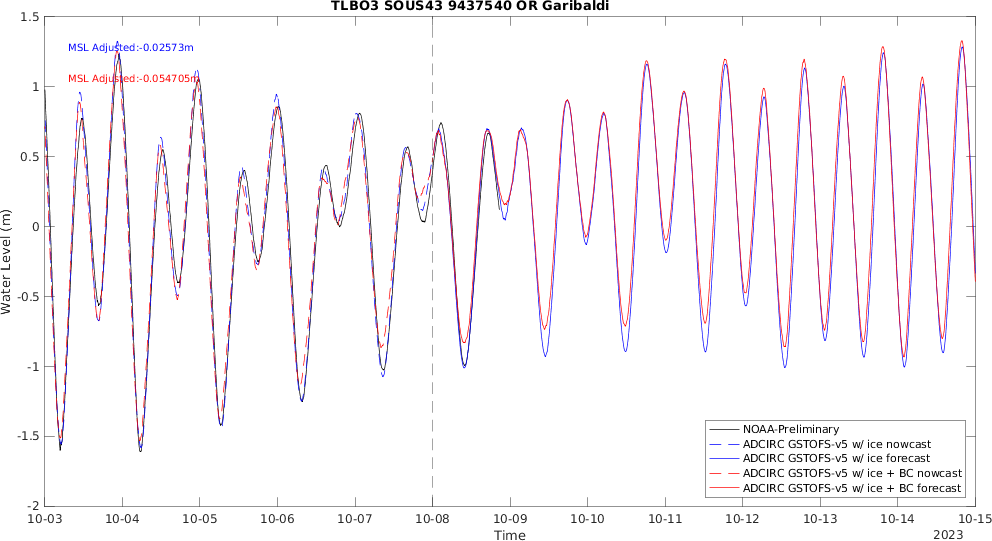 TLBO3 SOUS43 9437540 OR Garibaldi
MSL Adjusted:-0.02573m
MSL Adjusted:-0.054705m
Water Level (m)
1.5
1
0.5
0
-0.5
-1
-1.5
-2
NOAA-Preliminary
ADCIRC GSTOFS-v5 w/ ice nowcast
ADCIRC GSTOFS-v5 w/ ice forecast
ADCIRC GSTOFS-v5 w/ ice + BC nowcast
ADCIRC GSTOFS-v5 w/ ice + BC forecast
10-03 10-04 10-05 10-06 10-07 10-08 10-09 10-10 10-11 10-12 10-13 10-14 10-15
Time
2023